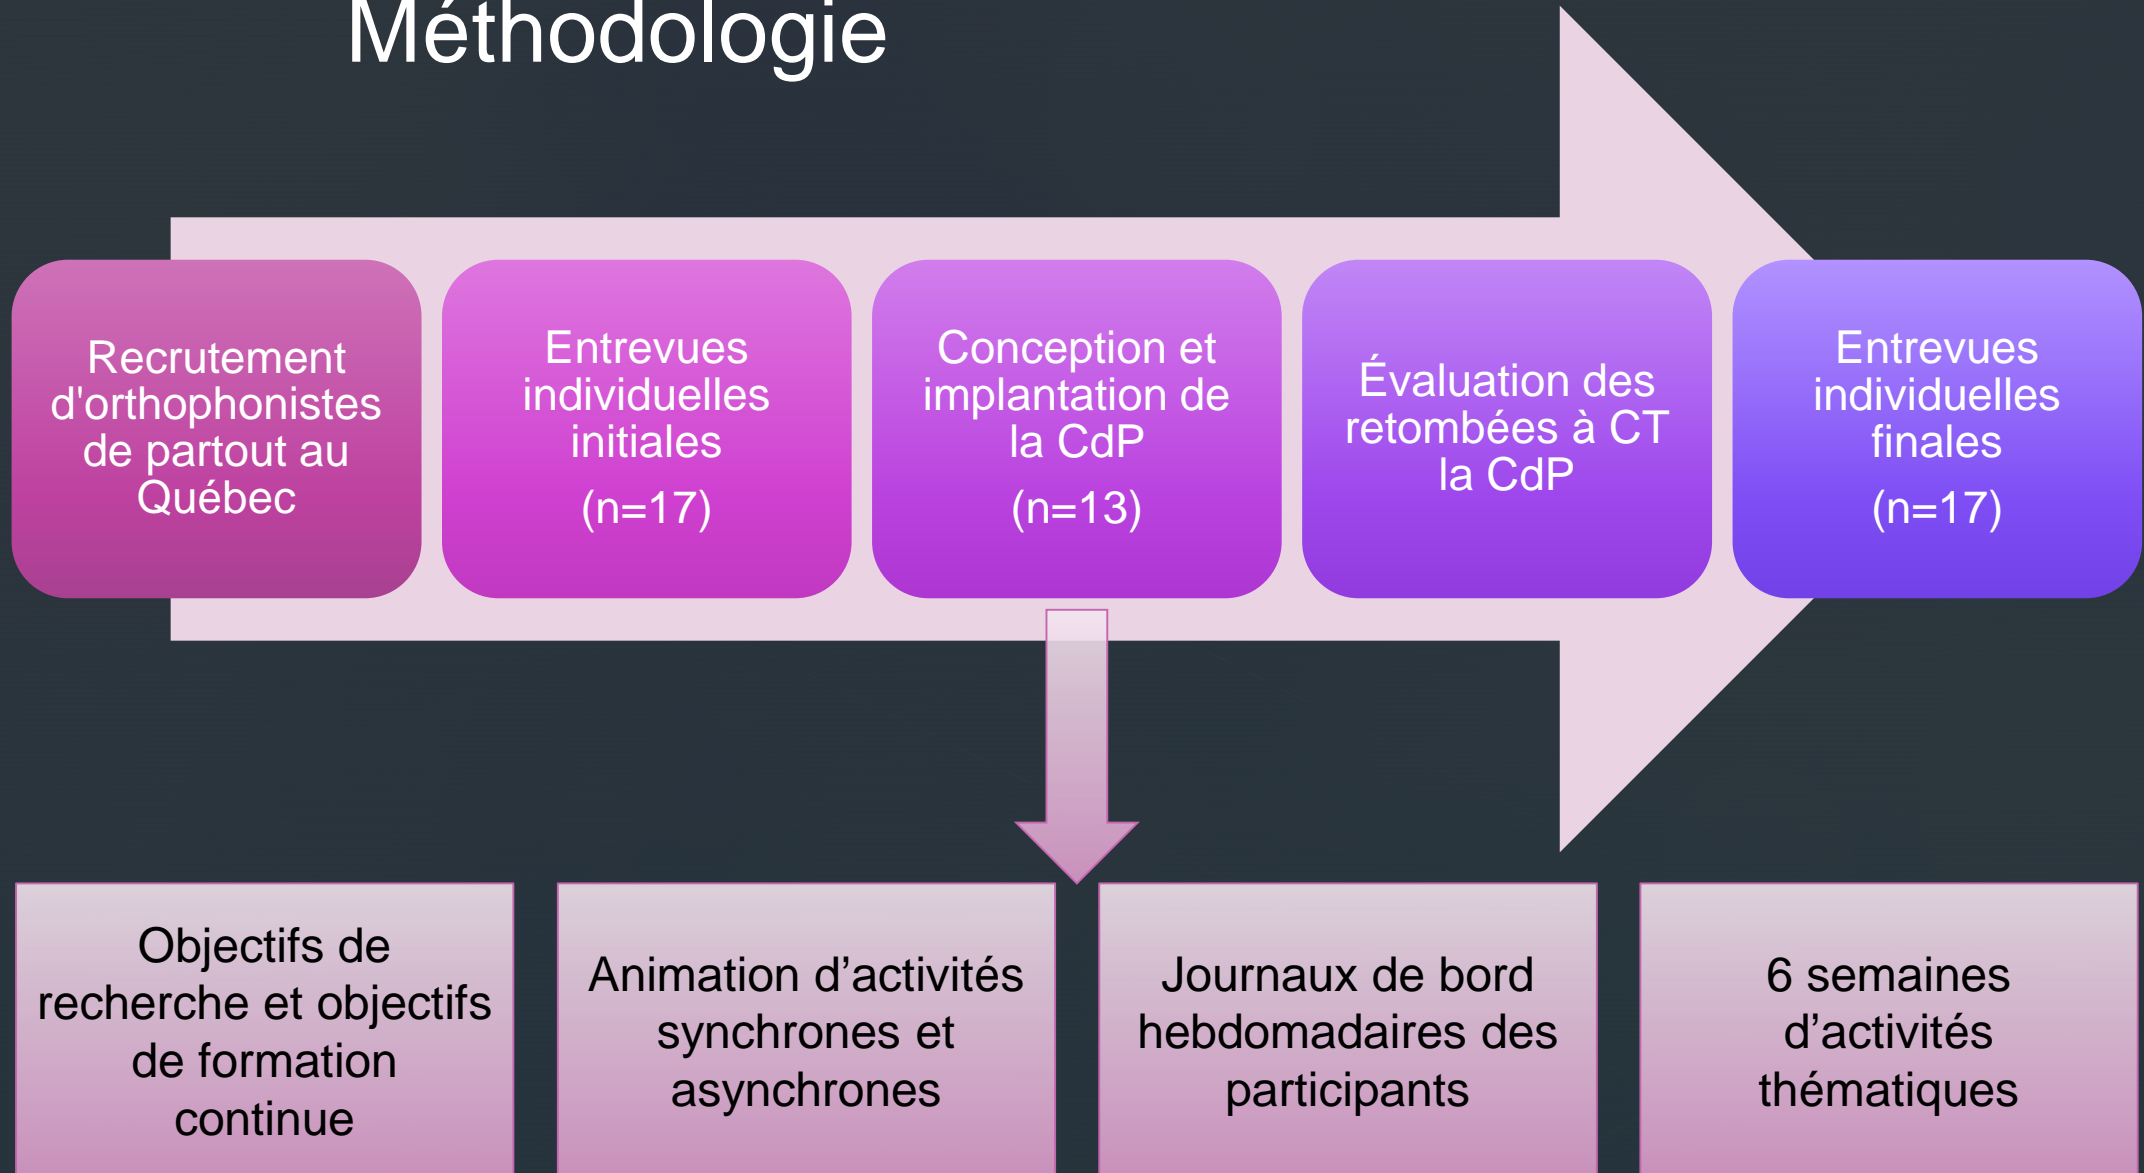 Méthodologie
Recrutement
d'orthophonistes
de partout au
Québec
Entrevues
individuelles
initiales
(n=17)
Conception et
implantation de
la CdP
(n=13)
Évaluation des
retombées à CT
la CdP
Entrevues
individuelles
finales
(n=17)
Objectifs de
recherche et objectifs
de formation
continue
Animation d’activités
synchrones et
asynchrones
Journaux de bord
hebdomadaires des
participants
6 semaines
d’activités
thématiques